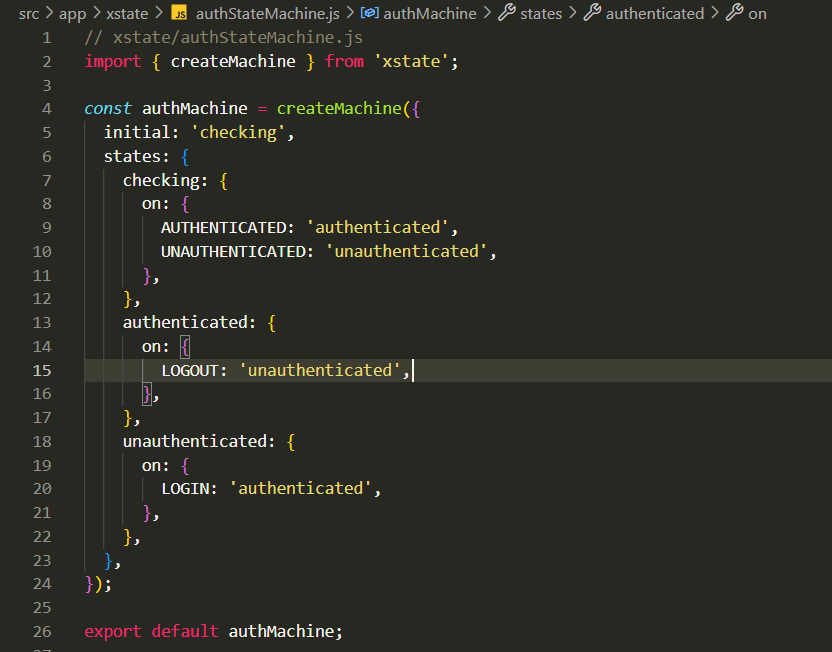 src > app > xstate > JS authStateMachine.js > authMachine > states > authenticated > on
1 // xstate/authStateMachine.js
2 import { createMachine } from 'xstate';
3
4 const authMachine = createMachine({
5   initial: 'checking',
6   states: {
7     checking: {
8       on: {
9         AUTHENTICATED: 'authenticated',
10         UNAUTHENTICATED: 'unauthenticated',
11       },
12     },
13     authenticated: {
14       on: {
15         LOGOUT: 'unauthenticated',
16       },
17     },
18     unauthenticated: {
19       on: {
20         LOGIN: 'authenticated',
21       },
22     },
23   },
24 });
25
26 export default authMachine;